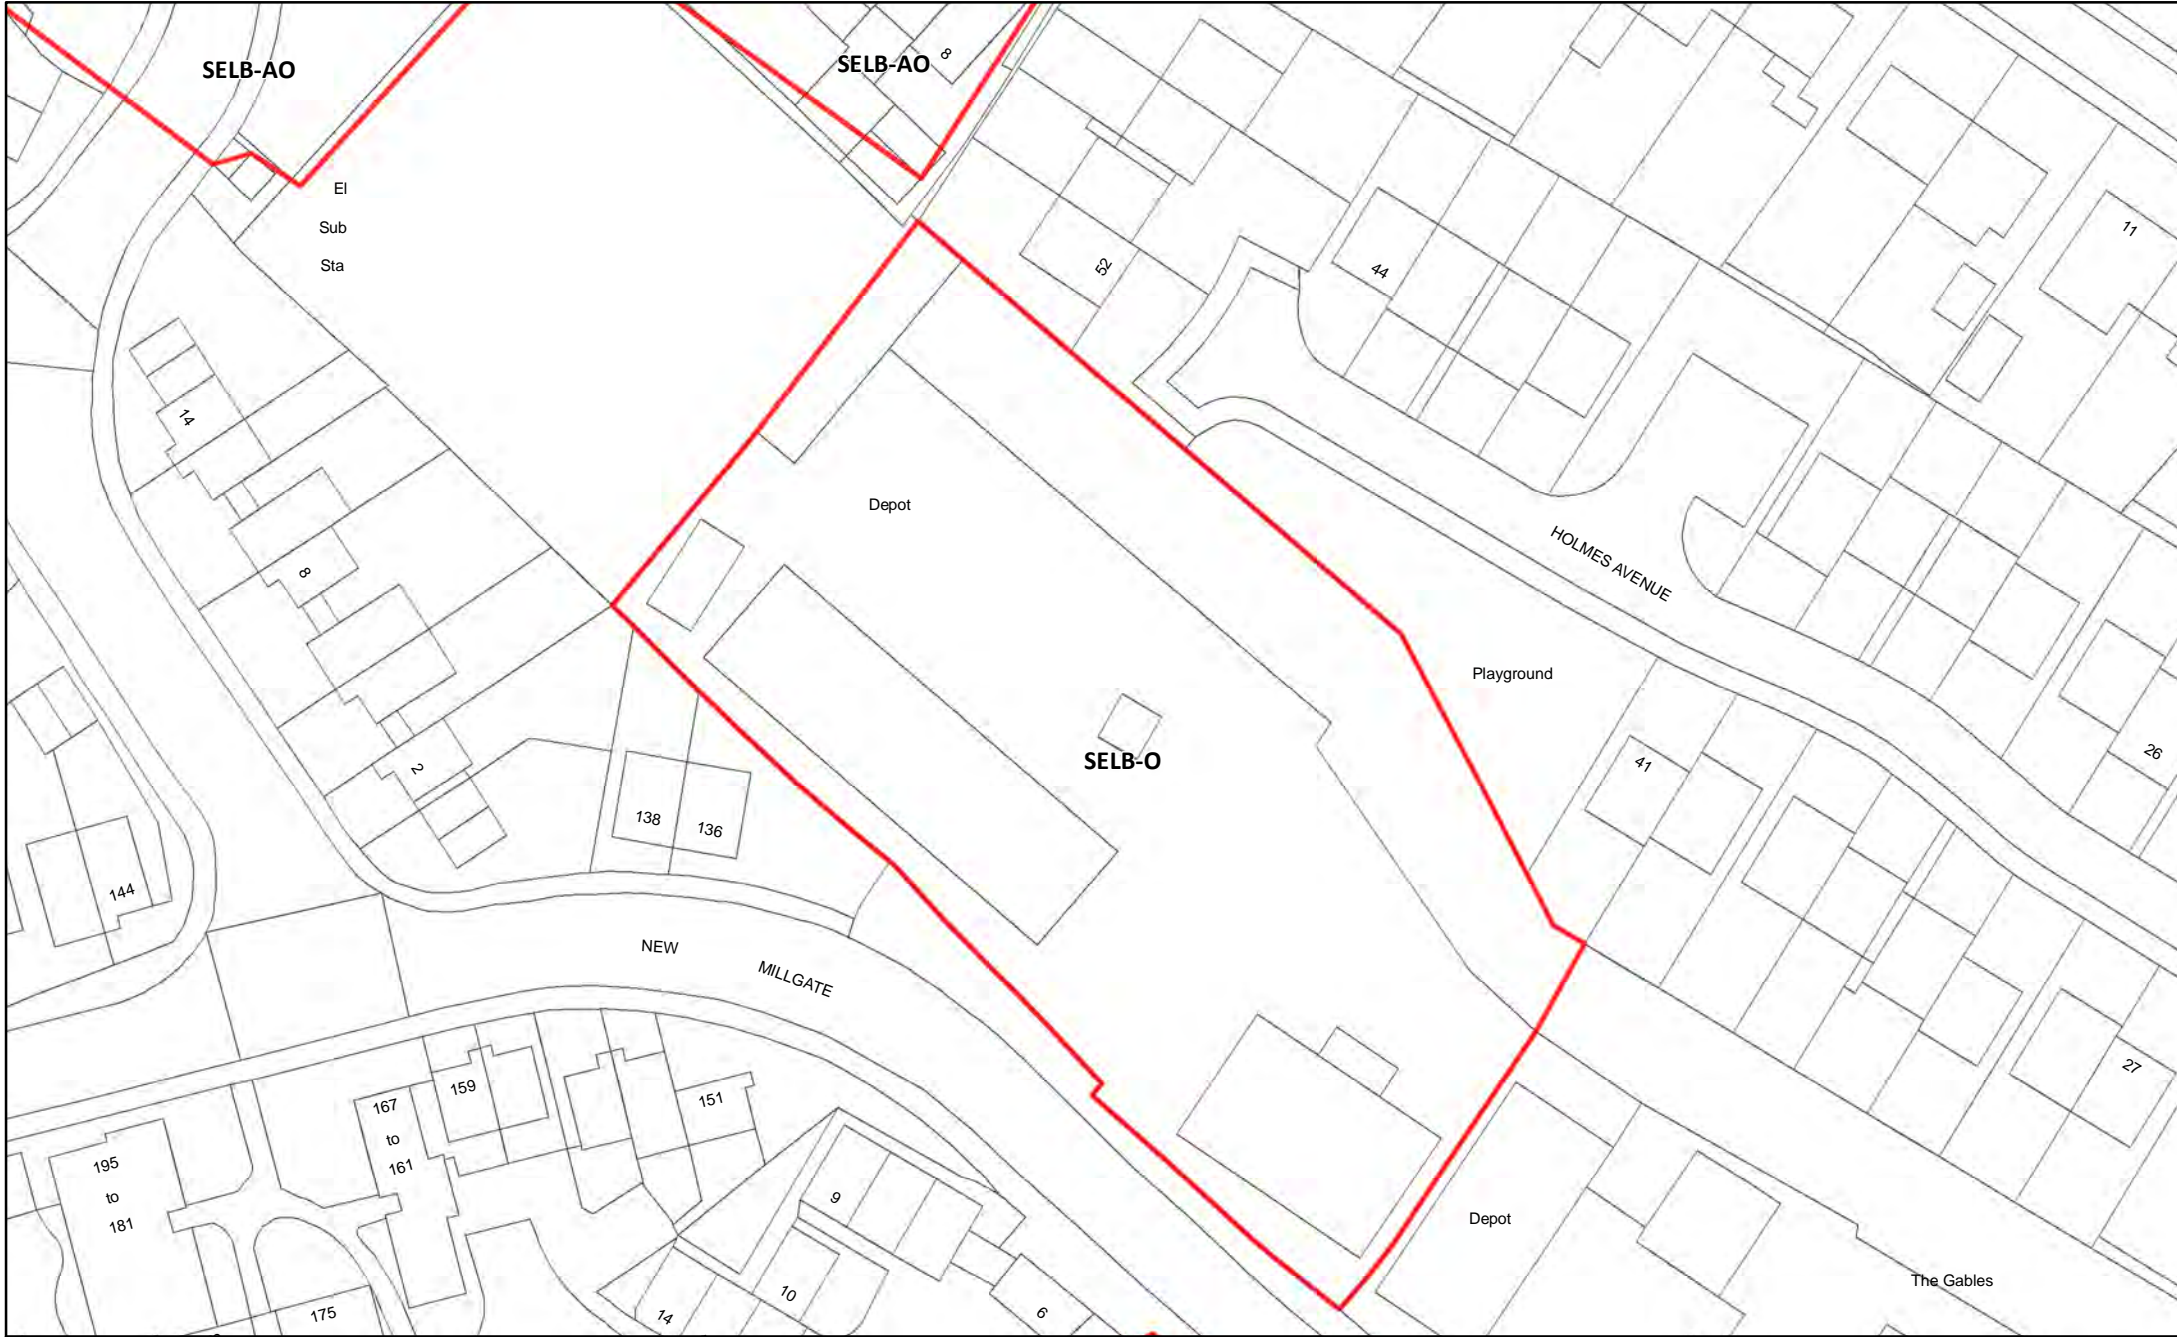 SELB-AO
SELB-AO
8
El
Sub
Sta
11
52
44
14
Depot
HOLMES AVENUE
8
Playground
SELB-O
41
26
2
138
136
144
NEW
MILLGATE
27
159
151
167
to
161
195
to
181
9
Depot
10
The Gables
14
6
175